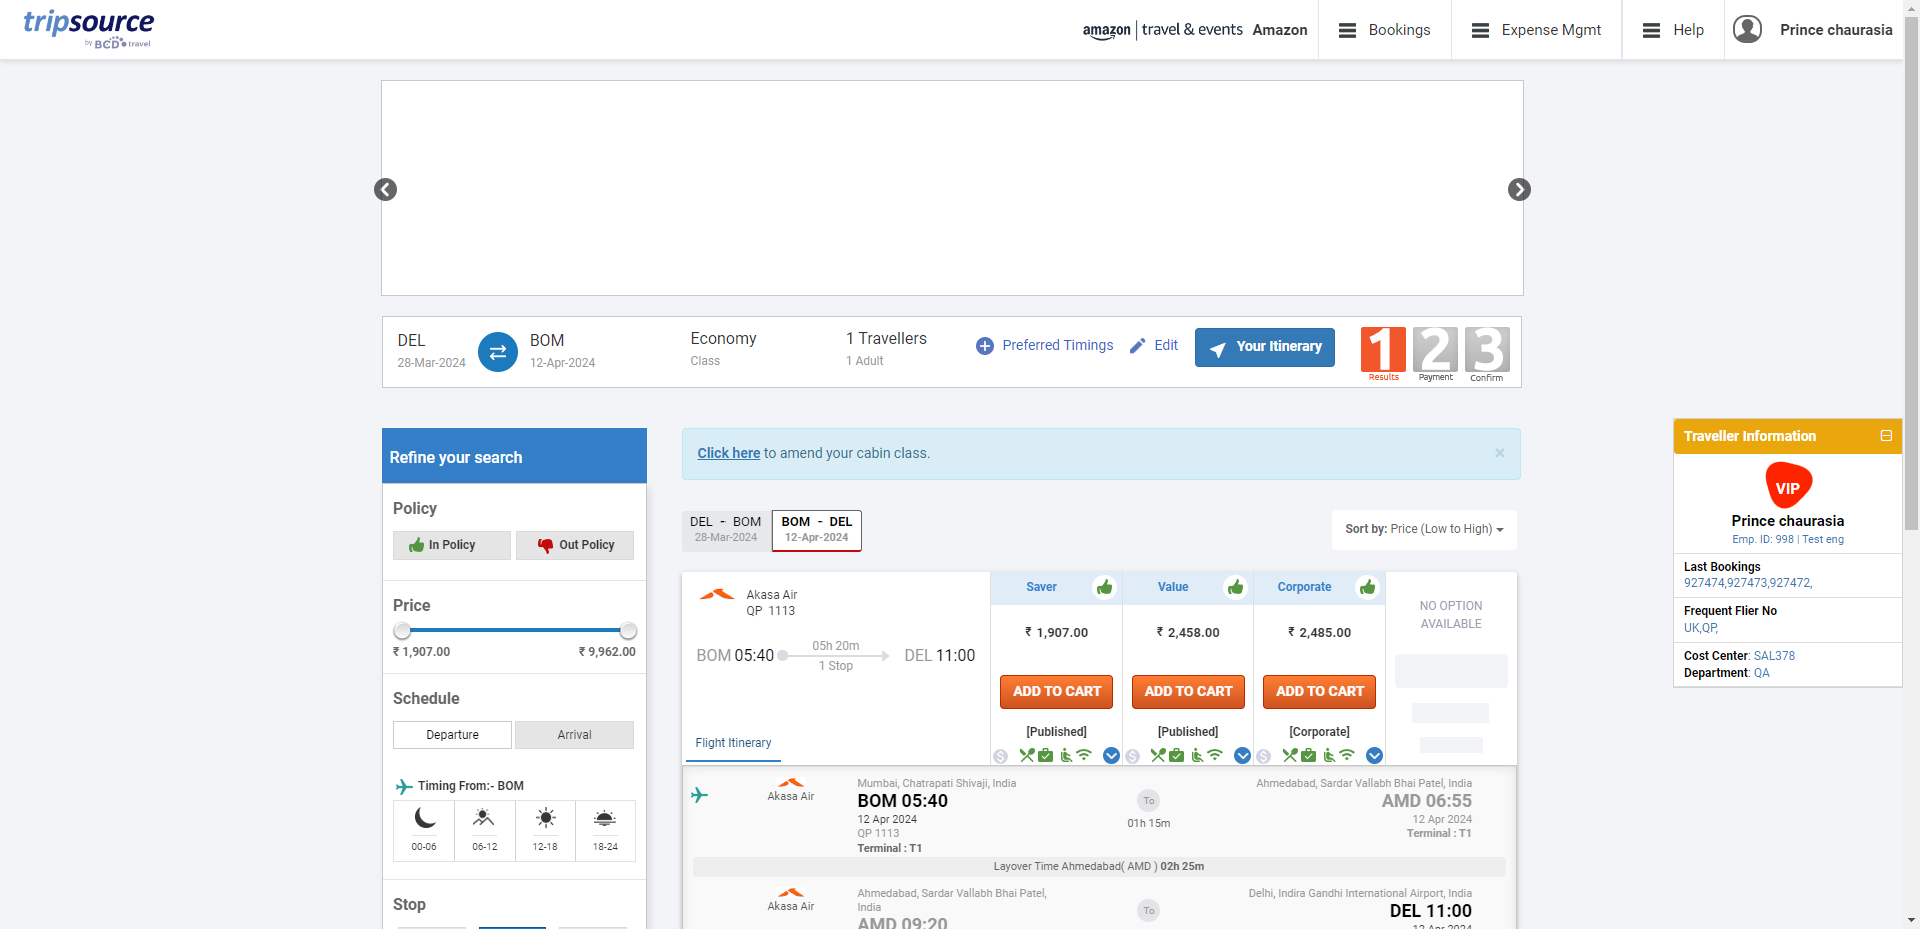 tripsource
by BCD travel
amazon | travel & events Amazon
Bookings
Expense Mgmt
Help
Prince chaurasia
DEL
28-Mar-2024
BOM
12-Apr-2024
Economy
Class
1 Travellers
1 Adult
Preferred Timings
Edit
Your Itinerary
1 2 3
Results Payment Confirm
Refine your search
Policy
In Policy
Out Policy
Price
₹ 1,907.00
₹ 9,962.00
Schedule
Departure
Arrival
Timing From:- BOM
00-06
06-12
12-18
18-24
Stop
Click here to amend your cabin class.
×
DEL - BOM
28-Mar-2024
BOM - DEL
12-Apr-2024
Sort by: Price (Low to High)
Akasa Air
QP 1113
BOM 05:40
05h 20m
1 Stop
DEL 11:00
Flight Itinerary
Saver
₹ 1,907.00
ADD TO CART
[Published]
Value
₹ 2,458.00
ADD TO CART
[Published]
Corporate
₹ 2,485.00
ADD TO CART
[Corporate]
NO OPTION
AVAILABLE
Akasa Air
Mumbai, Chatrapati Shivaji, India
BOM 05:40
12 Apr 2024
QP 1113
Terminal : T1
To
01h 15m
Ahmedabad, Sardar Vallabh Bhai Patel, India
AMD 06:55
12 Apr 2024
Terminal : T1
Layover Time Ahmedabad( AMD ) 02h 25m
Akasa Air
Ahmedabad, Sardar Vallabh Bhai Patel,
India
AMD 09:20
To
Delhi, Indira Gandhi International Airport, India
DEL 11:00
12 Apr 2024
Traveller Information
VIP
Prince chaurasia
Emp. ID: 998 | Test eng
Last Bookings
927474,927473,927472,
Frequent Flier No
UK,QP,
Cost Center: SAL378
Department: QA